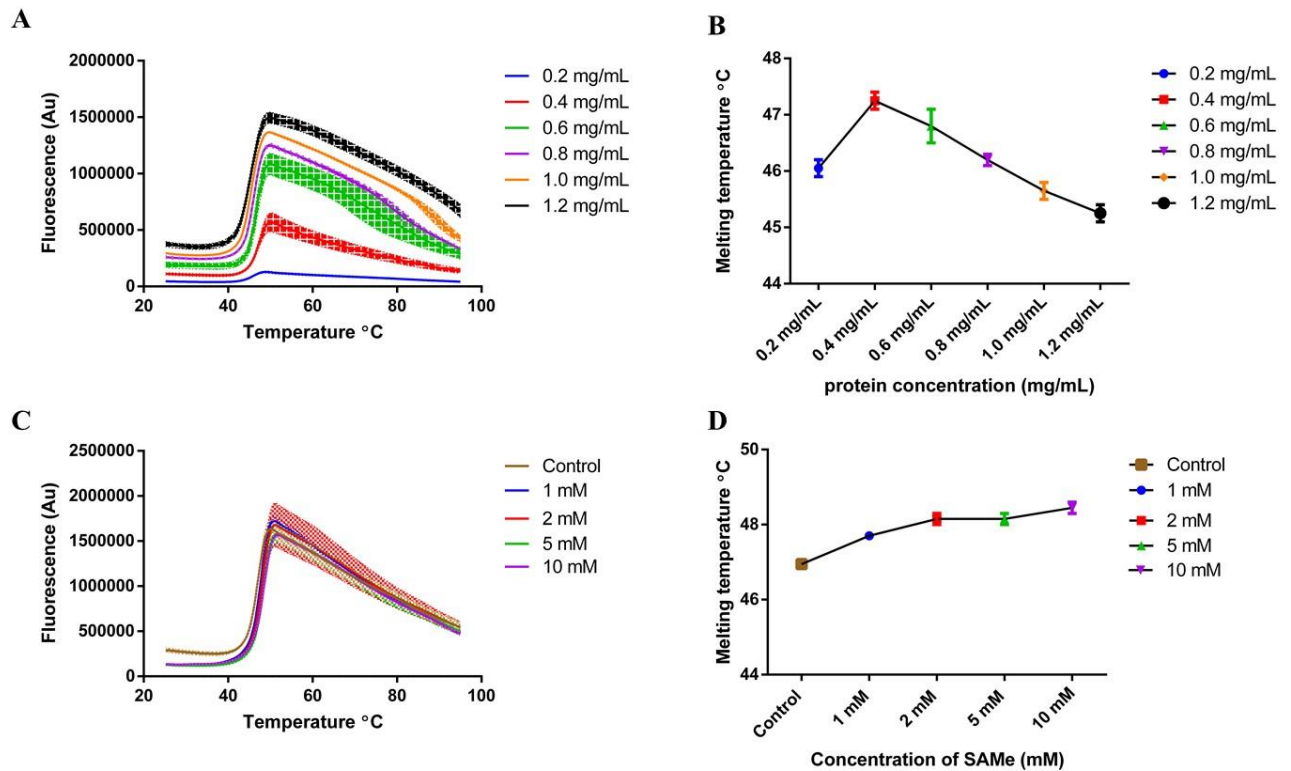 A
Fluorescence (Au)
2000000
1500000
1000000
500000
0
20
40
60
80
100
Temperature °C
0.2 mg/mL
0.4 mg/mL
0.6 mg/mL
0.8 mg/mL
1.0 mg/mL
1.2 mg/mL
B
Melting temperature °C
48
47
46
45
44
0.2 mg/mL
0.4 mg/mL
0.6 mg/mL
0.8 mg/mL
1.0 mg/mL
1.2 mg/mL
protein concentration (mg/mL)
0.2 mg/mL
0.4 mg/mL
0.6 mg/mL
0.8 mg/mL
1.0 mg/mL
1.2 mg/mL
C
Fluorescence (Au)
2500000
2000000
1500000
1000000
500000
0
20
40
60
80
100
Temperature °C
Control
1 mM
2 mM
5 mM
10 mM
D
Melting temperature °C
50
48
46
44
Control
1 mM
2 mM
5 mM
10 mM
Concentration of SAMe (mM)
Control
1 mM
2 mM
5 mM
10 mM